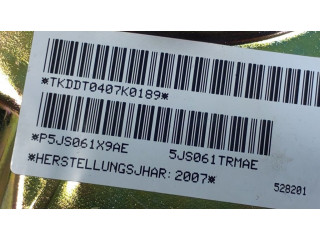 *TKDDT0407K0189*
*P5JS061X9AE 5JS061TRMAE
*HERSTELLUNGSJHAR:2007*
528201